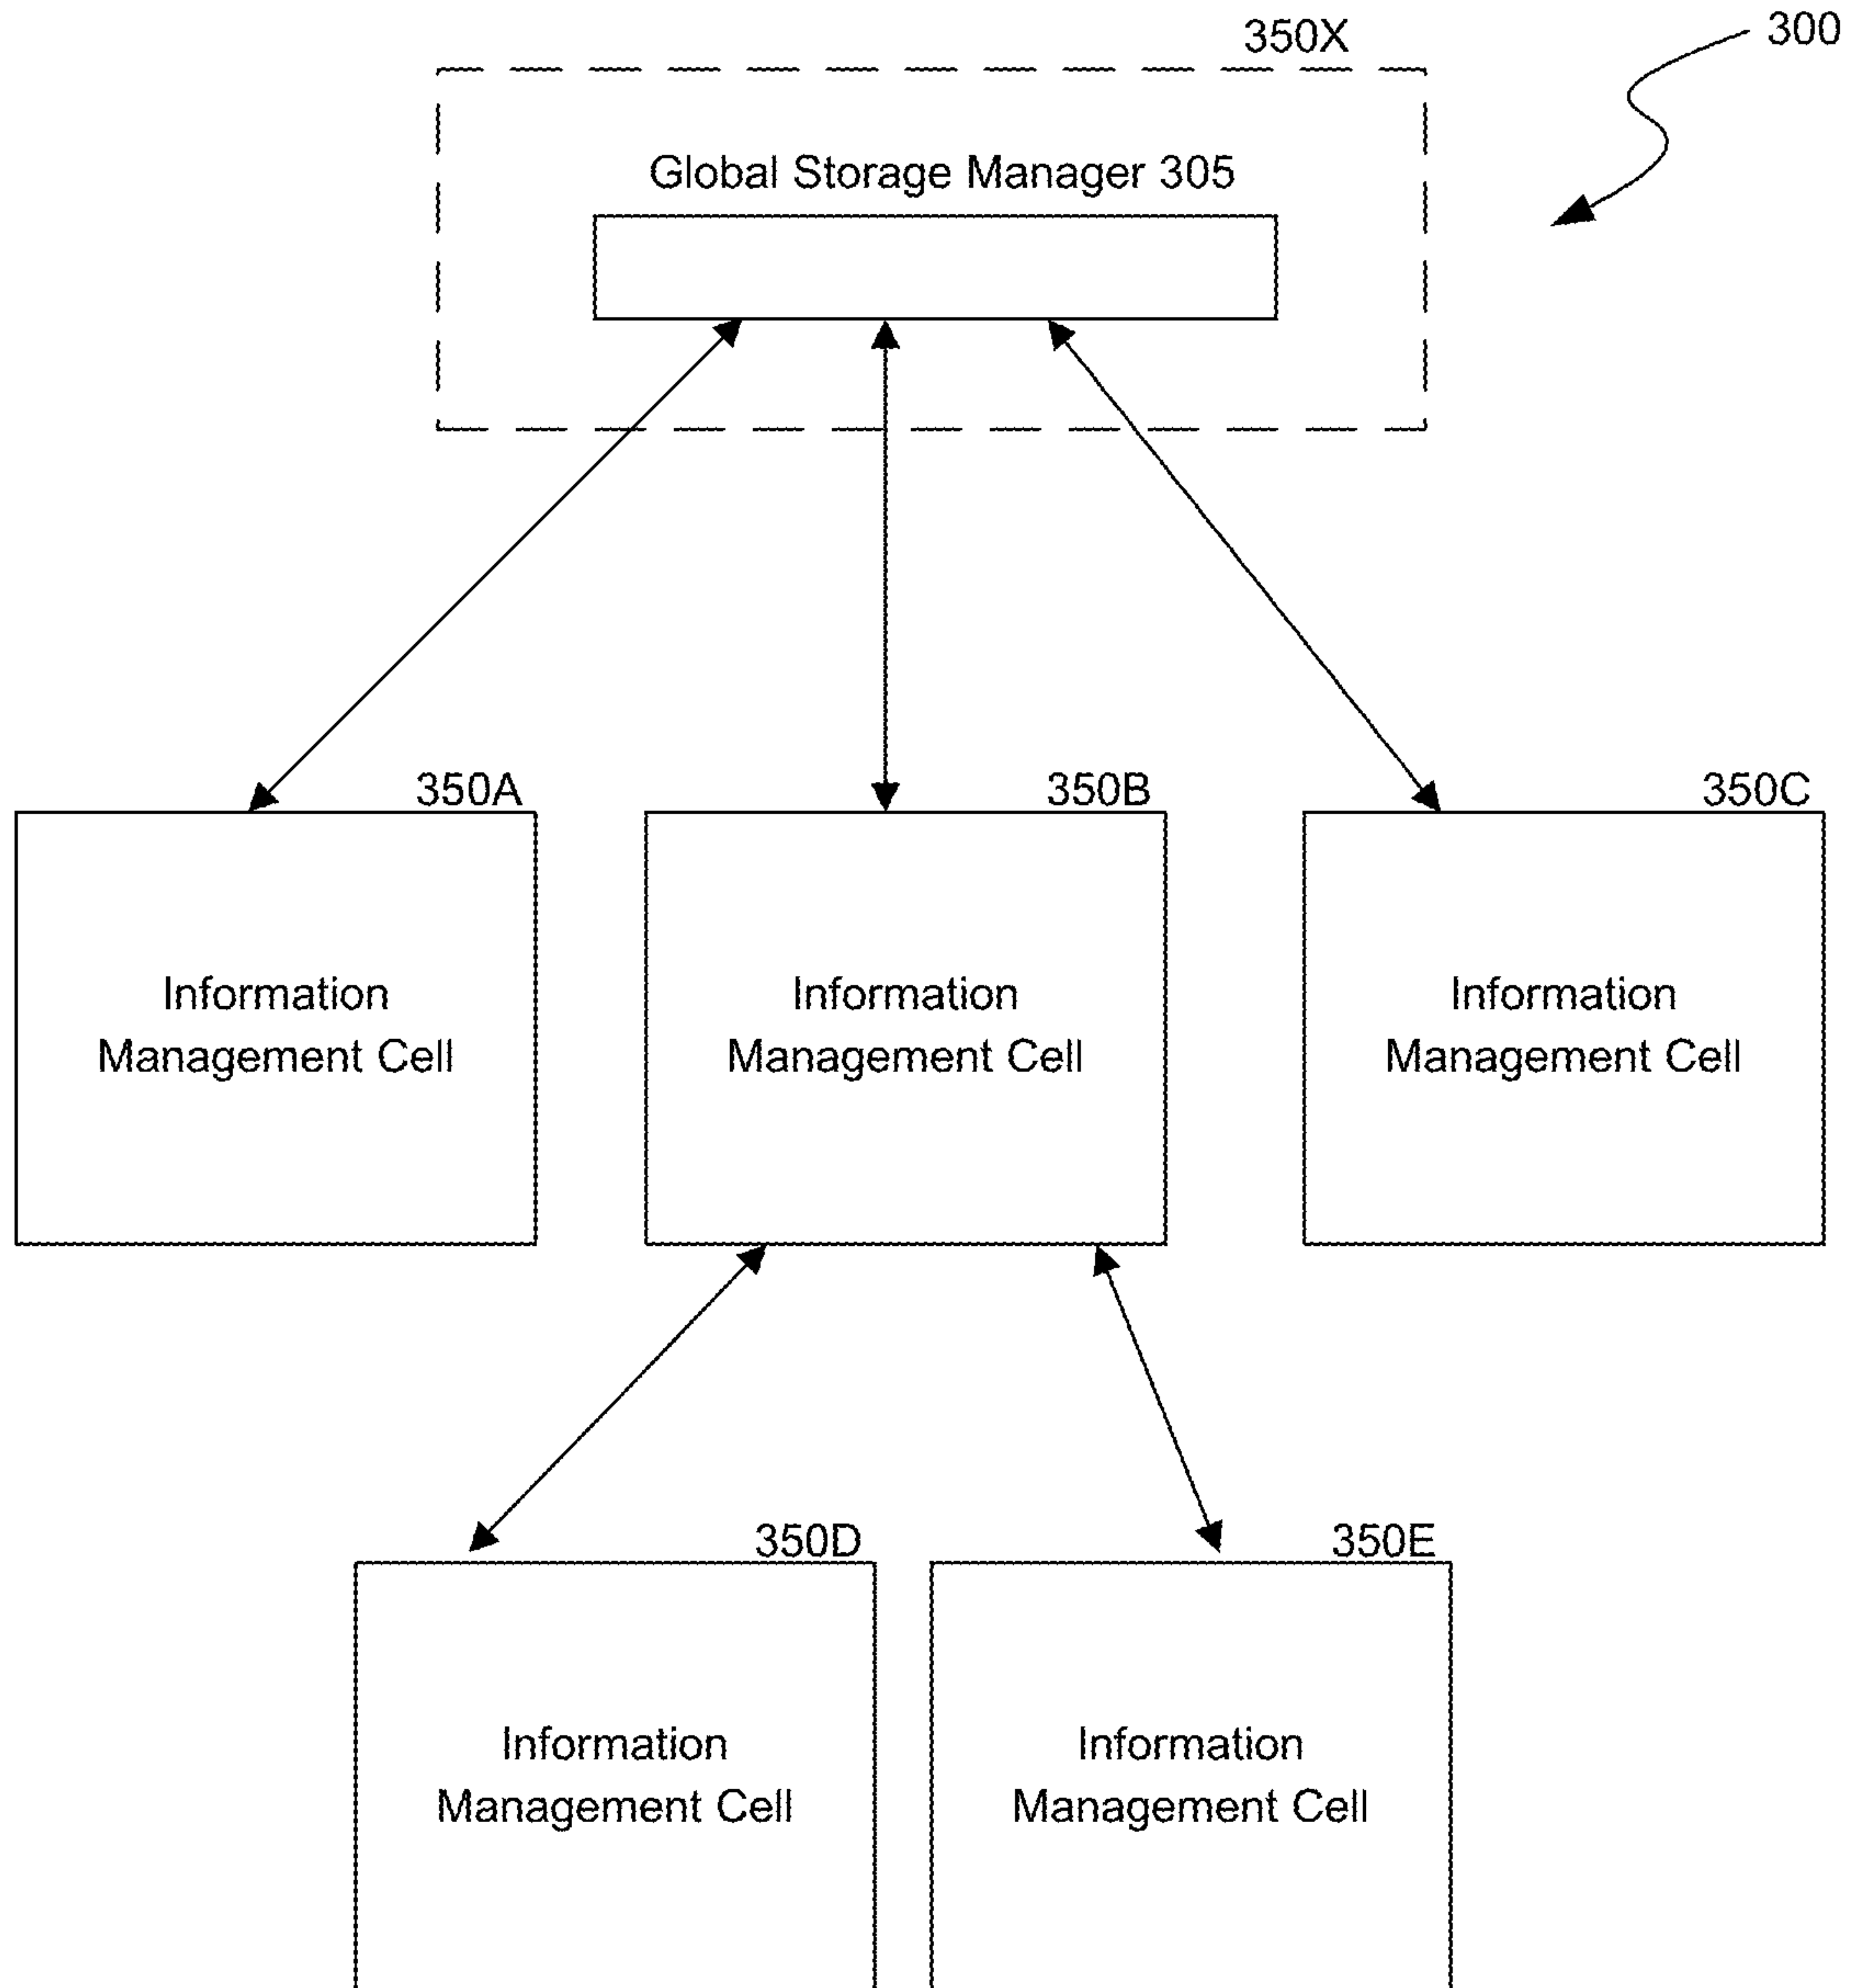 350X
300
Global Storage Manager 305
350A
350B
350C
Information
Management Cell
Information
Management Cell
Information
Management Cell
350D
350E
Information
Management Cell
Information
Management Cell